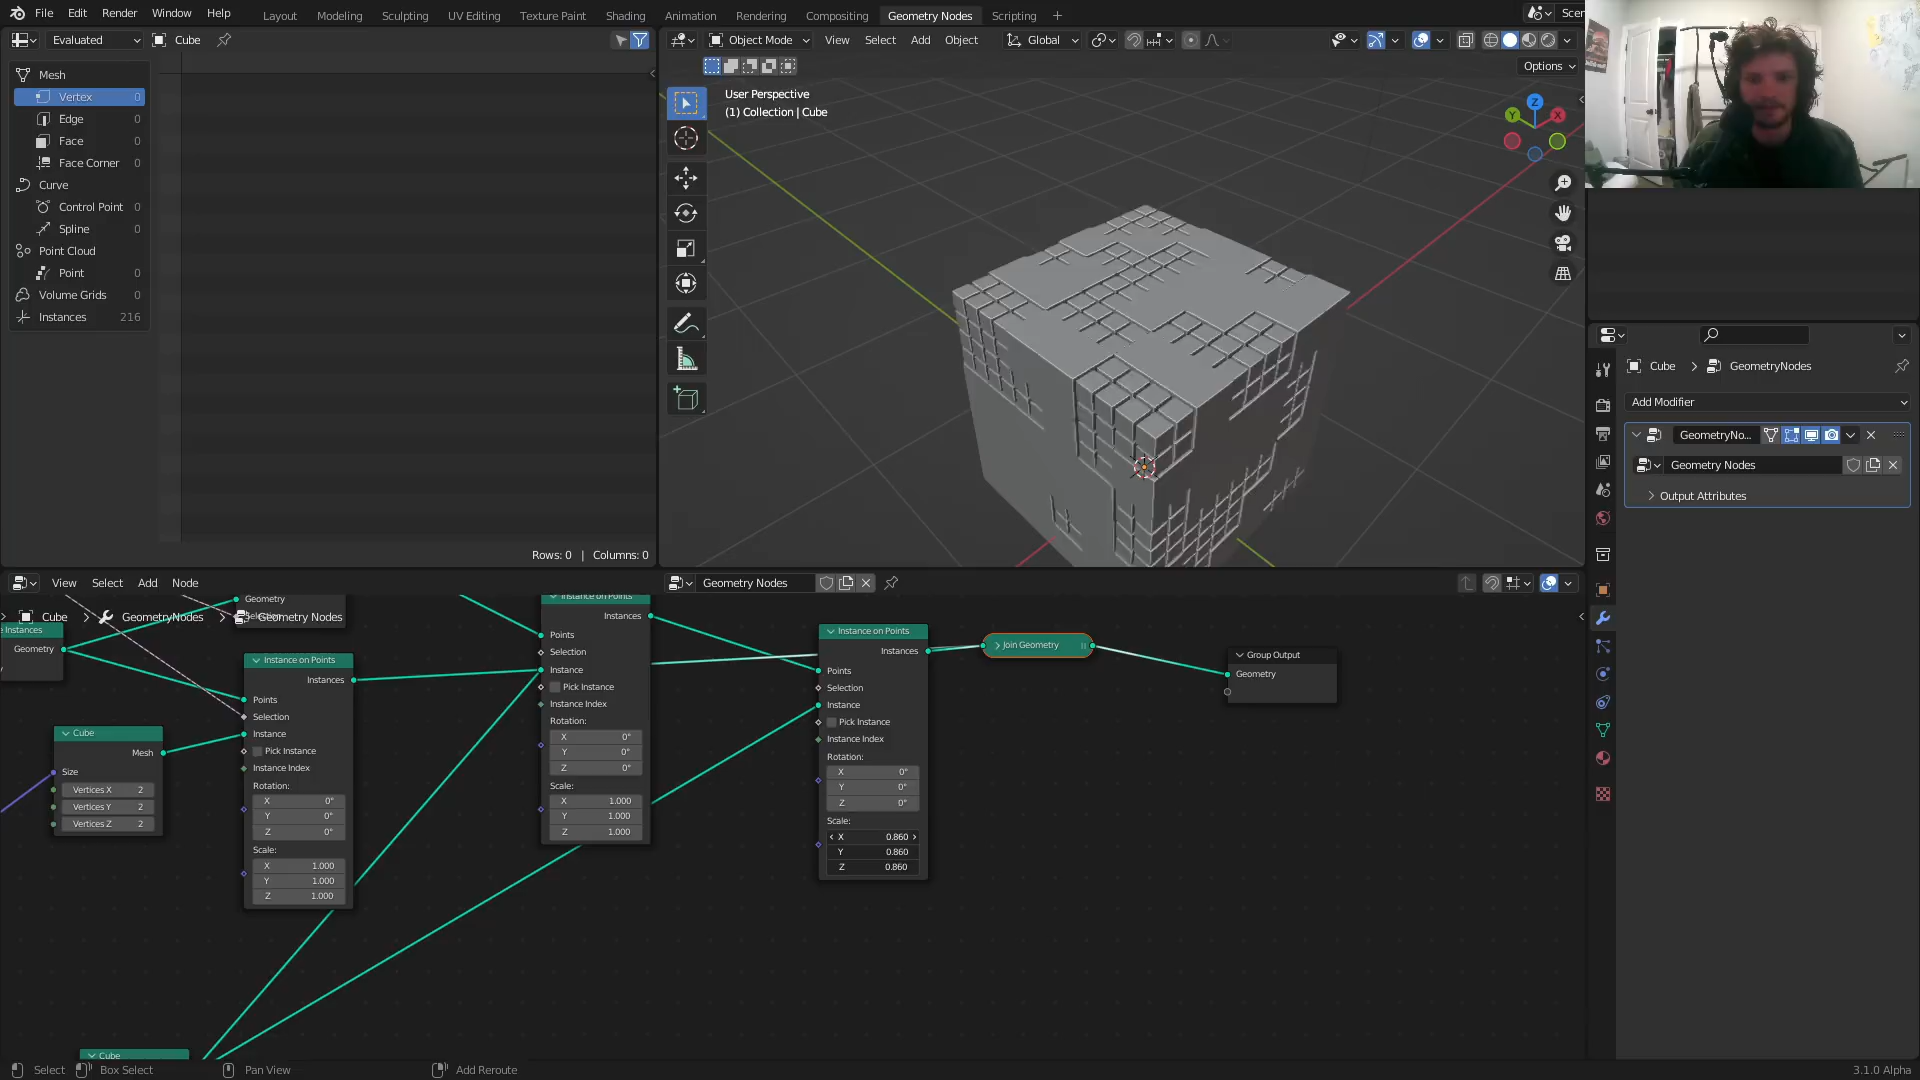 File Edit Render Window Help
Layout Modeling Sculpting UV Editing Texture Paint Shading Animation Rendering Compositing Geometry Nodes Scripting
Evaluated Cube
Object Mode View Select Add Object Global
Options
Mesh
Vertex 0
Edge 0
Face 0
Face Corner 0
Curve
Control Point 0
Spline 0
Point Cloud
Point 0
Volume Grids 0
Instances 216
Rows: 0 | Columns: 0
User Perspective
(1) Collection | Cube
Z
Y
X
Cube > GeometryNodes
Add Modifier
GeometryNo...
Geometry Nodes
Output Attributes
View Select Add Node
Geometry Nodes
Cube > GeometryNodes > Geometry Nodes
Geometry
Geometry
Instance on Points
Instances
Points
Selection
Instance
Pick Instance
Instance Index
Rotation:
X 0°
Y 0°
Z 0°
Scale:
X 1.000
Y 1.000
Z 1.000
Cube
Mesh
Size
Vertices X 2
Vertices Y 2
Vertices Z 2
Instance on Points
Instances
Points
Selection
Instance
Pick Instance
Instance Index
Rotation:
X 0°
Y 0°
Z 0°
Scale:
X 1.000
Y 1.000
Z 1.000
Instance on Points
Instances
Points
Selection
Instance
Pick Instance
Instance Index
Rotation:
X 0°
Y 0°
Z 0°
Scale:
X 0.860
Y 0.860
Z 0.860
Join Geometry
Group Output
Geometry
Cube
Select Box Select Pan View Add Reroute
3.1.0 Alpha